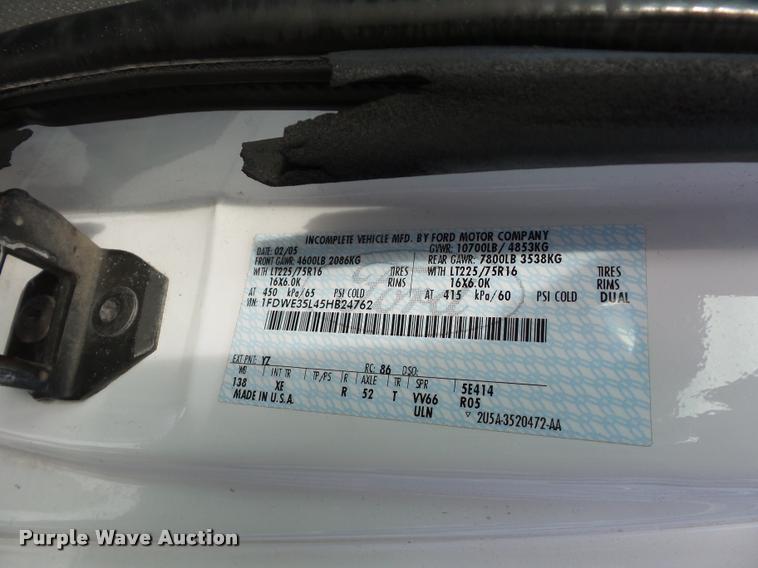 INCOMPLETE VEHICLE MFD. BY FORD MOTOR COMPANY
DATE: 02/05 GVWR: 10700LB/ 4853KG
FRONT GAWR: 4600LB 2086KG REAR GAWR: 7800LB 3538KG
WITH LT225/75R16 TIRES WITH LT225/75R16 TIRES
16X6.0K RIMS 16X6.0K RIMS
AT 450 kPa/65 PSI COLD AT 415 kPa/60 PSI COLD DUAL
VIN: 1FDWE35L45HB24762
Ford
EXT PNT: YZ RC: 86 DSO:
WB INT TR TP/PS R AXLE TR SPR 5E414
138 XE R 52 T VV66 R05
MADE IN U.S.A. ULN ▽ 2U5A-3520472-AA
Purple Wave Auction